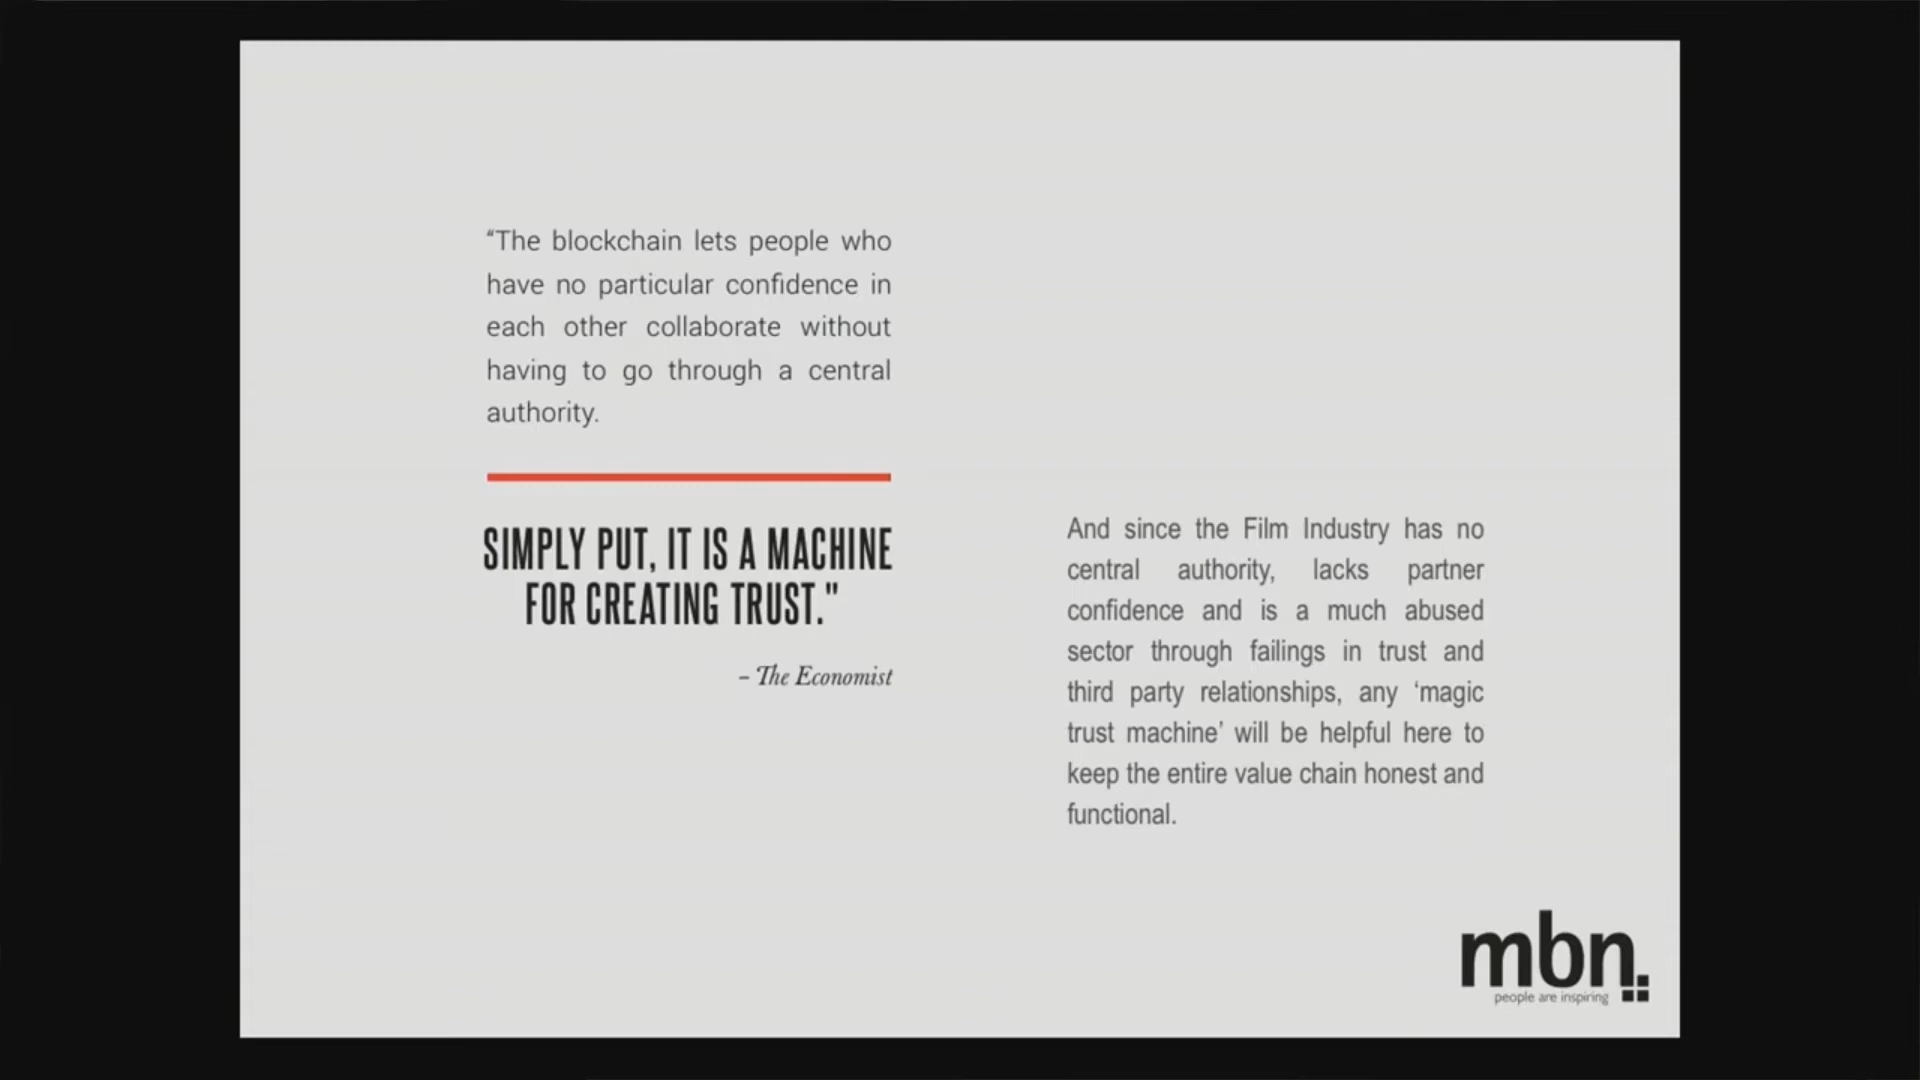 “The blockchain lets people who
have no particular confidence in
each other collaborate without
having to go through a central
authority.
SIMPLY PUT, IT IS A MACHINE
FOR CREATING TRUST."
– The Economist
And since the Film Industry has no
central authority, lacks partner
confidence and is a much abused
sector through failings in trust and
third party relationships, any ‘magic
trust machine’ will be helpful here to
keep the entire value chain honest and
functional.
mbn
people are inspiring